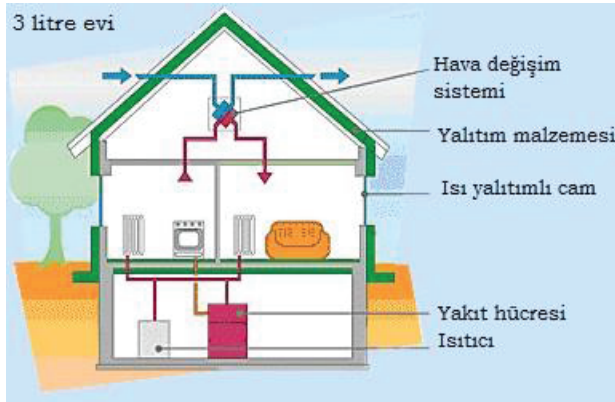 3 litre evi
Hava değişim
sistemi
Yalıtım malzemesi
Isı yalıtımlı cam
Yakıt hücresi
Isıtıcı